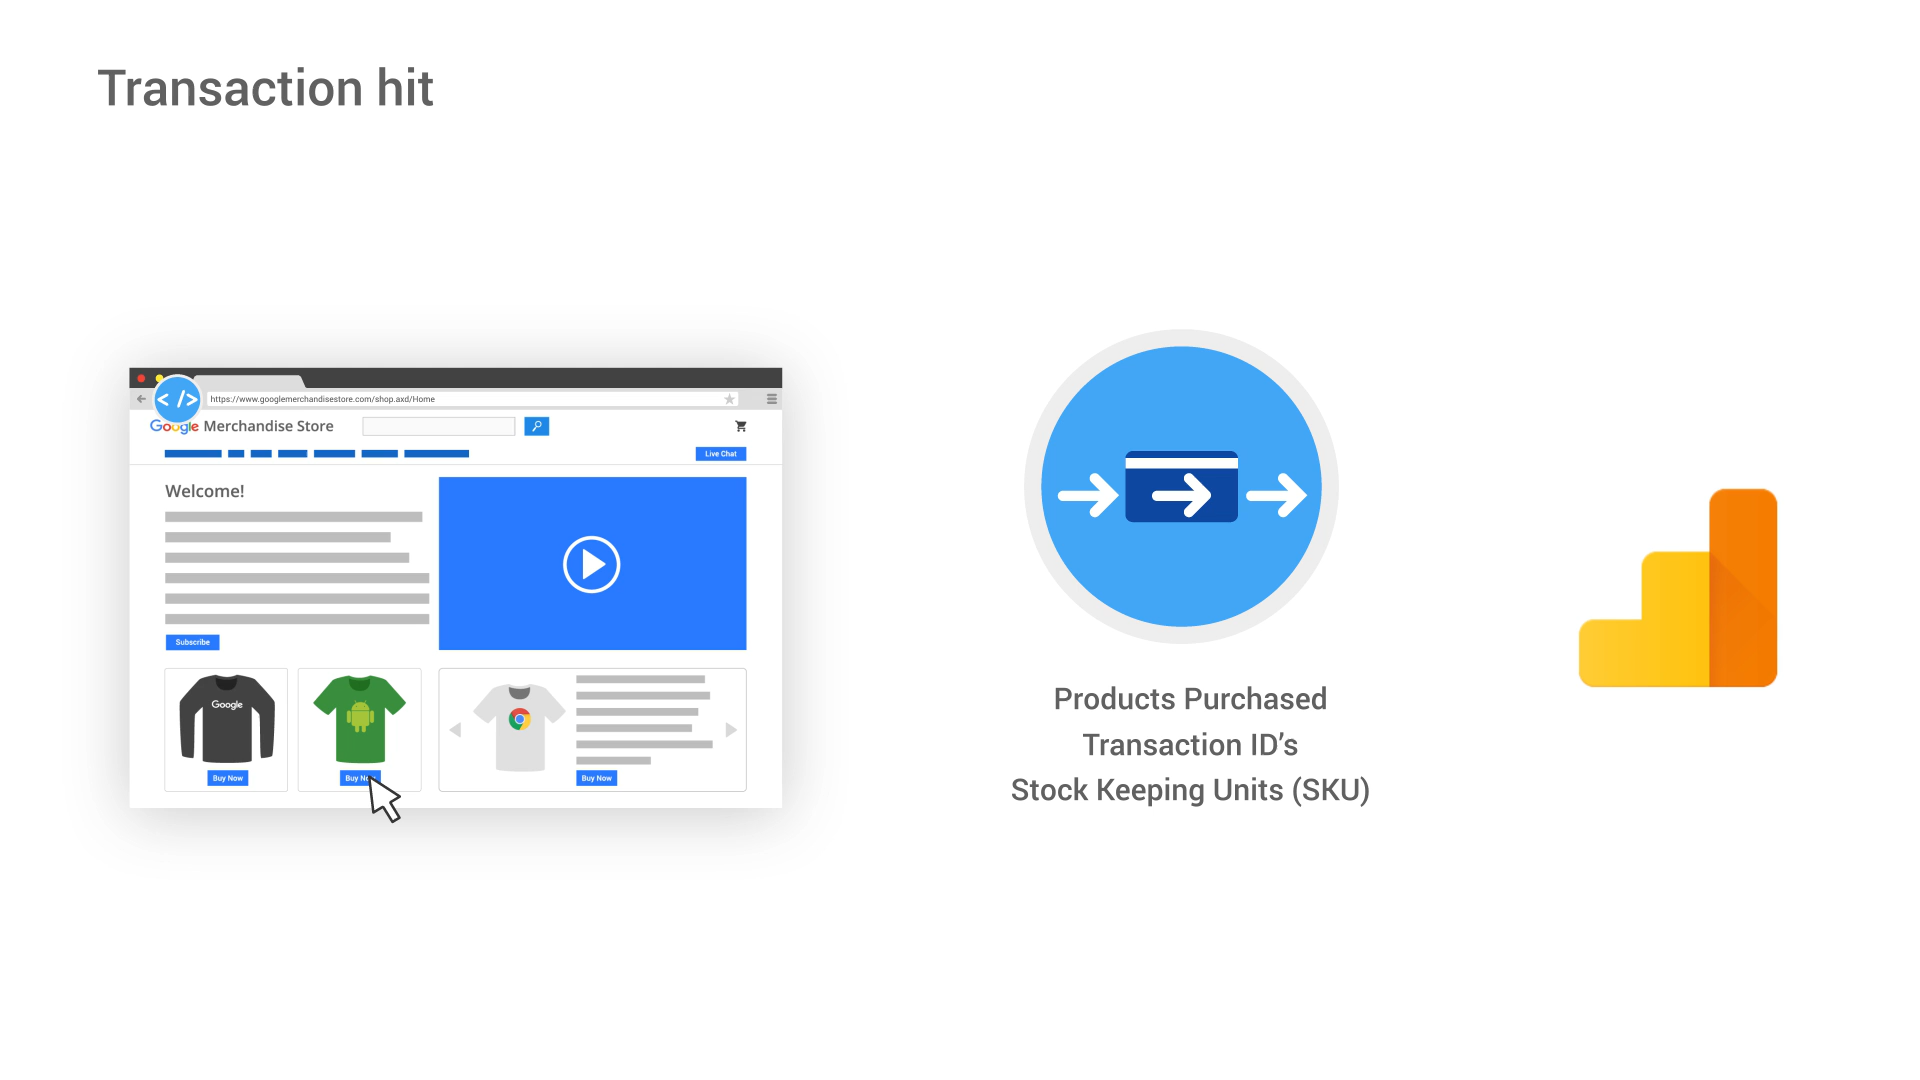 Transaction hit
</>
https://www.googlemerchandisestore.com/shop.axd/Home
Google Merchandise Store
Live Chat
Welcome!
Subscribe
Google
Buy Now
Buy
Buy Now
Products Purchased
Transaction ID’s
Stock Keeping Units (SKU)